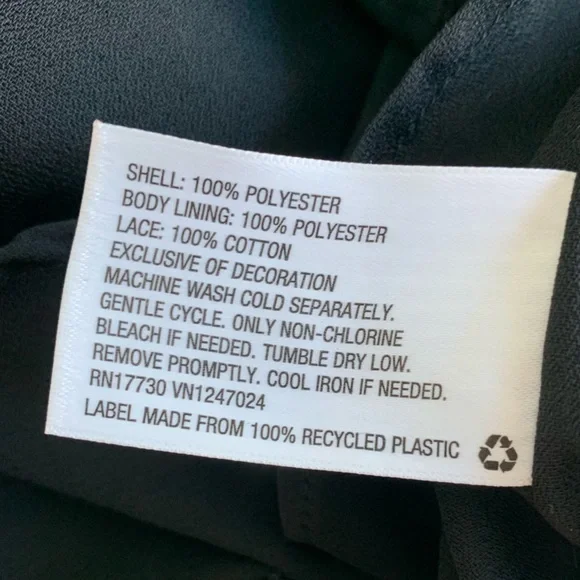 SHELL: 100% POLYESTER
BODY LINING: 100% POLYESTER
LACE: 100% COTTON
EXCLUSIVE OF DECORATION
MACHINE WASH COLD SEPARATELY.
GENTLE CYCLE. ONLY NON-CHLORINE
BLEACH IF NEEDED. TUMBLE DRY LOW.
REMOVE PROMPTLY. COOL IRON IF NEEDED.
RN17730 VN1247024
LABEL MADE FROM 100% RECYCLED PLASTIC